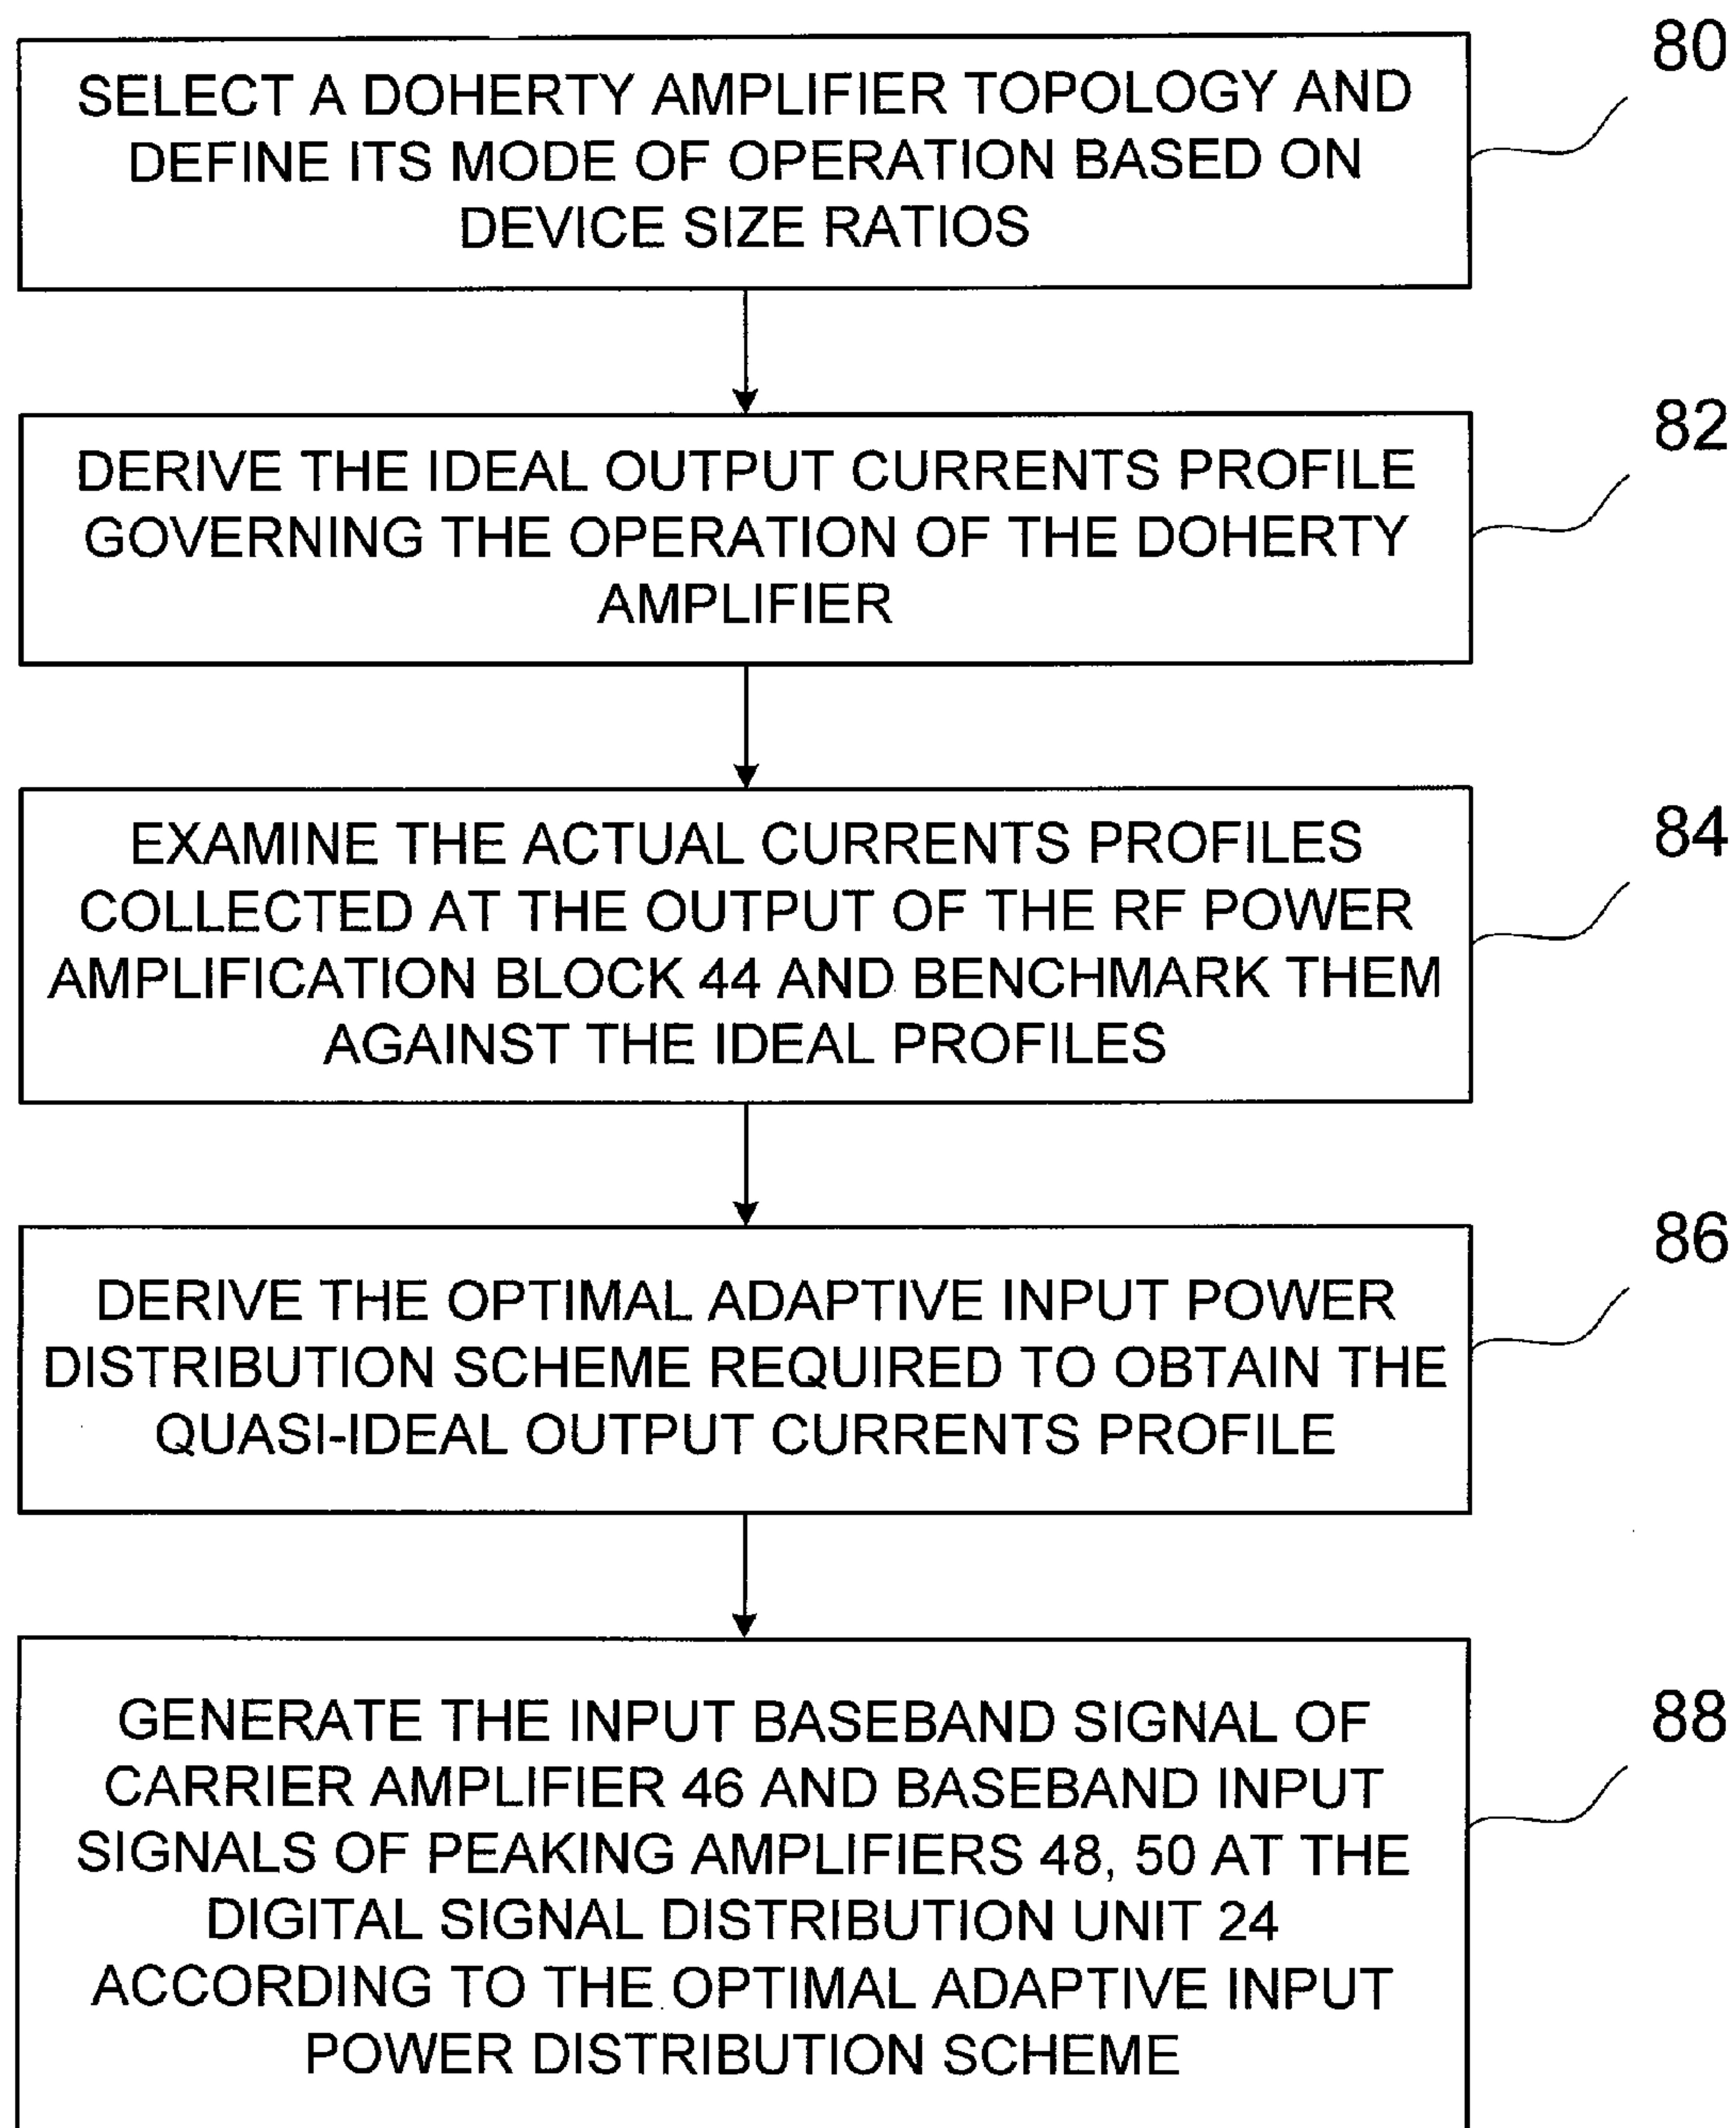 80
SELECT A DOHERTY AMPLIFIER TOPOLOGY AND
DEFINE ITS MODE OF OPERATION BASED ON
DEVICE SIZE RATIOS
82
DERIVE THE IDEAL OUTPUT CURRENTS PROFILE
GOVERNING THE OPERATION OF THE DOHERTY
AMPLIFIER
84
EXAMINE THE ACTUAL CURRENTS PROFILES
COLLECTED AT THE OUTPUT OF THE RF POWER
AMPLIFICATION BLOCK 44 AND BENCHMARK THEM
AGAINST THE IDEAL PROFILES
86
DERIVE THE OPTIMAL ADAPTIVE INPUT POWER
DISTRIBUTION SCHEME REQUIRED TO OBTAIN THE
QUASI-IDEAL OUTPUT CURRENTS PROFILE
88
GENERATE THE INPUT BASEBAND SIGNAL OF
CARRIER AMPLIFIER 46 AND BASEBAND INPUT
SIGNALS OF PEAKING AMPLIFIERS 48, 50 AT THE
DIGITAL SIGNAL DISTRIBUTION UNIT 24
ACCORDING TO THE OPTIMAL ADAPTIVE INPUT
POWER DISTRIBUTION SCHEME